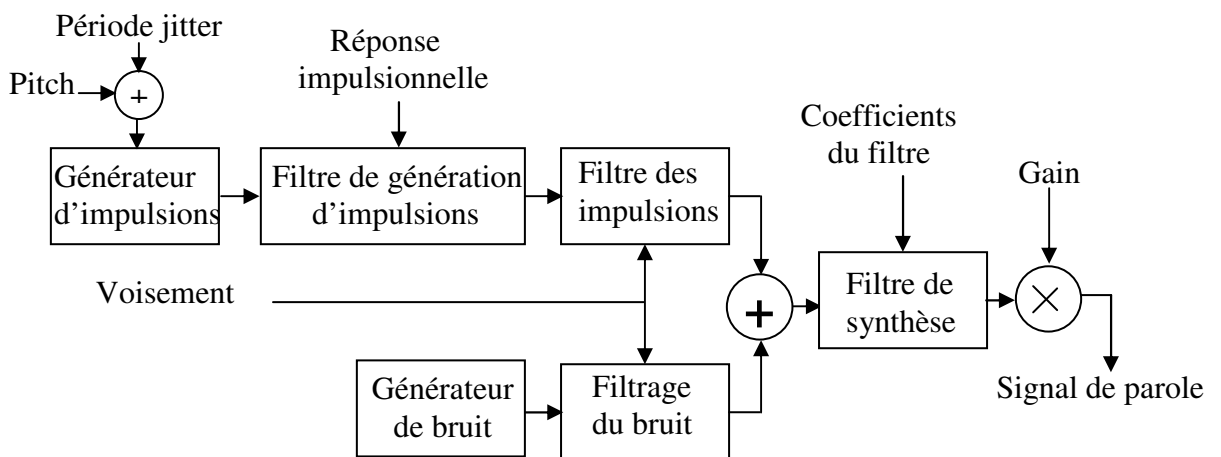 Période jitter
Pitch
+
Réponse
impulsionnelle
Coefficients
du filtre
Gain
Générateur
d'impulsions
Filtre de génération
d'impulsions
Filtre des
impulsions
Voisement
+
Filtre de
synthèse
×
Générateur
de bruit
Filtrage
du bruit
Signal de parole